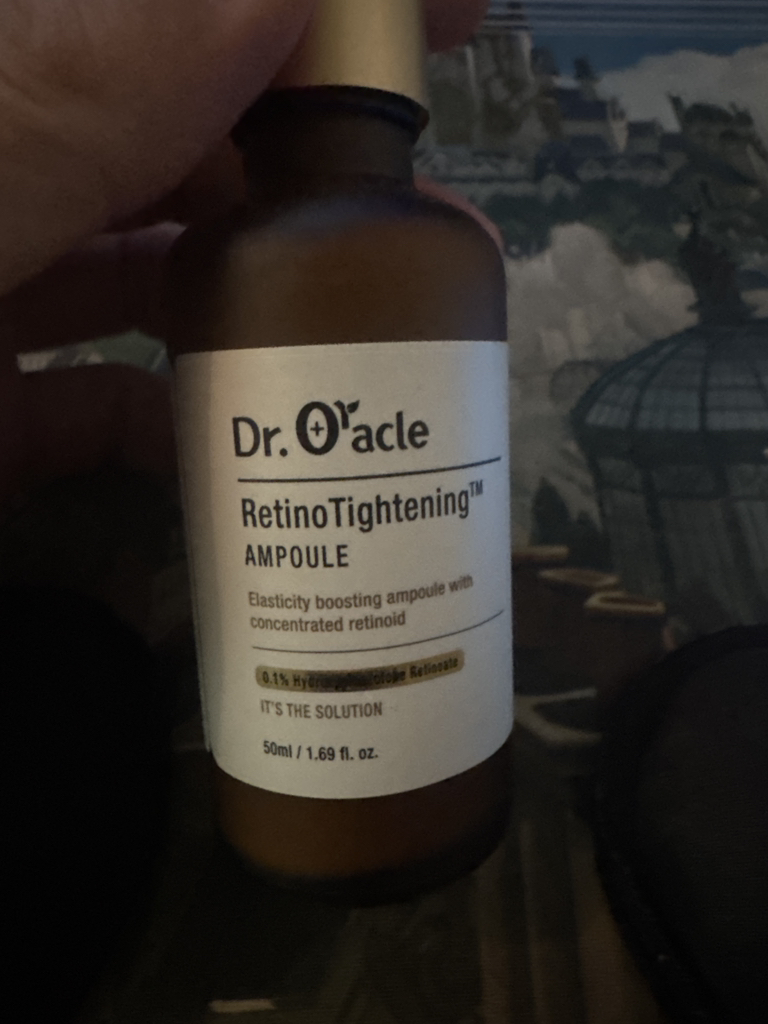 Dr. Oracle
RetinoTightening™
AMPOULE
Elasticity boosting ampoule with
concentrated retinoid
0.1% Retinoate
IT'S THE SOLUTION
50ml / 1.69 fl. oz.